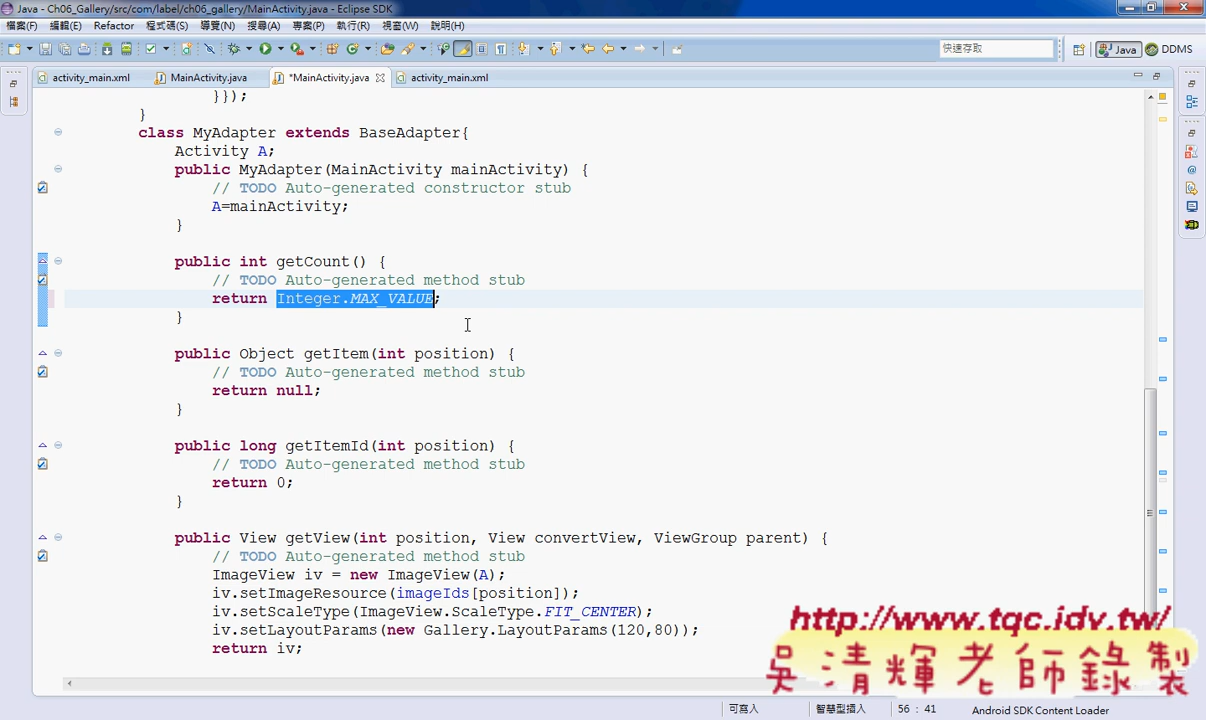 Java - Ch06_Gallery/src/com/label/ch06_gallery/MainActivity.java - Eclipse SDK
檔案(F) 編輯(E) Refactor 程式碼(S) 導覽(N) 搜尋(A) 專案(P) 執行(R) 視窗(W) 說明(H)
快速存取 Java DDMS
activity_main.xml MainActivity.java *MainActivity.java activity_main.xml
}});
}
class MyAdapter extends BaseAdapter{
Activity A;
public MyAdapter(MainActivity mainActivity) {
// TODO Auto-generated constructor stub
A=mainActivity;
}
public int getCount() {
// TODO Auto-generated method stub
return Integer.MAX_VALUE;
}
public Object getItem(int position) {
// TODO Auto-generated method stub
return null;
}
public long getItemId(int position) {
// TODO Auto-generated method stub
return 0;
}
public View getView(int position, View convertView, ViewGroup parent) {
// TODO Auto-generated method stub
ImageView iv = new ImageView(A);
iv.setImageResource(imageIds[position]);
iv.setScaleType(ImageView.ScaleType.FIT_CENTER);
iv.setLayoutParams(new Gallery.LayoutParams(120,80));
return iv;
http://www.tqc.idv.tw/
吳清輝老師錄製
可寫入 智慧型插入 56 : 41 Android SDK Content Loader